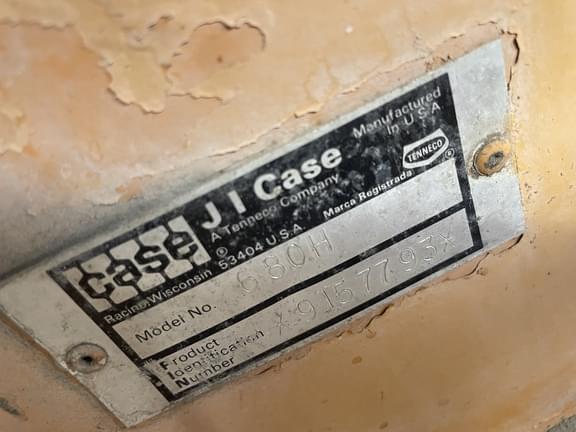 case
J I Case
A Tenneco Company
Manufactured
In U.S.A.
TENNECO
®
Racine, Wisconsin 53404 U.S.A. Marca Registrada
Model No. 680H
Product
Identification
Number *9157793*